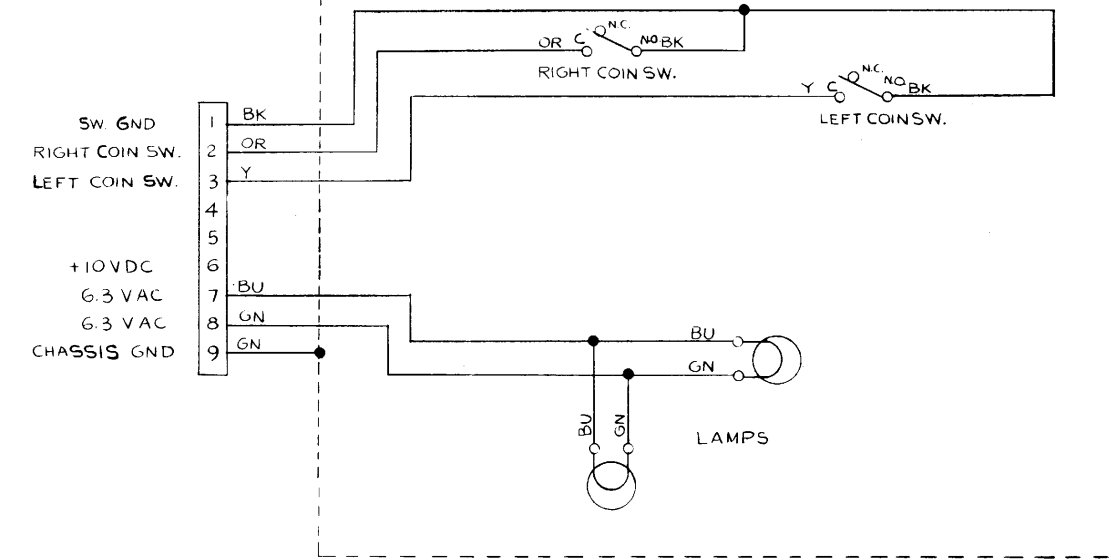 N.C.
OR C N.O. BK
RIGHT COIN SW.
N.C.
Y C N.O. BK
LEFT COIN SW.
SW. GND 1 BK
RIGHT COIN SW. 2 OR
LEFT COIN SW. 3 Y
4
5
+10VDC 6
6.3 VAC 7 BU
6.3 VAC 8 GN
CHASSIS GND 9 GN
BU
GN
BU GN
LAMPS